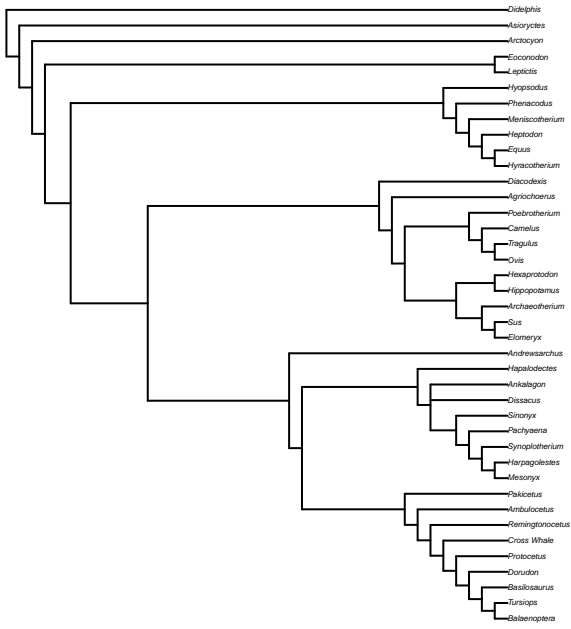 Didelphis
Asioryctes
Arctocyon
Eoconodon
Leptictis
Hyopsodus
Phenacodus
Meniscotherium
Heptodon
Equus
Hyracotherium
Diacodexis
Agriochoerus
Poebrotherium
Camelus
Tragulus
Ovis
Hexaprotodon
Hippopotamus
Archaeotherium
Sus
Elomeryx
Andrewsarchus
Hapalodectes
Ankalagon
Dissacus
Sinonyx
Pachyaena
Synoplotherium
Harpagolestes
Mesonyx
Pakicetus
Ambulocetus
Remingtonocetus
Cross Whale
Protocetus
Dorudon
Basilosaurus
Tursiops
Balaenoptera